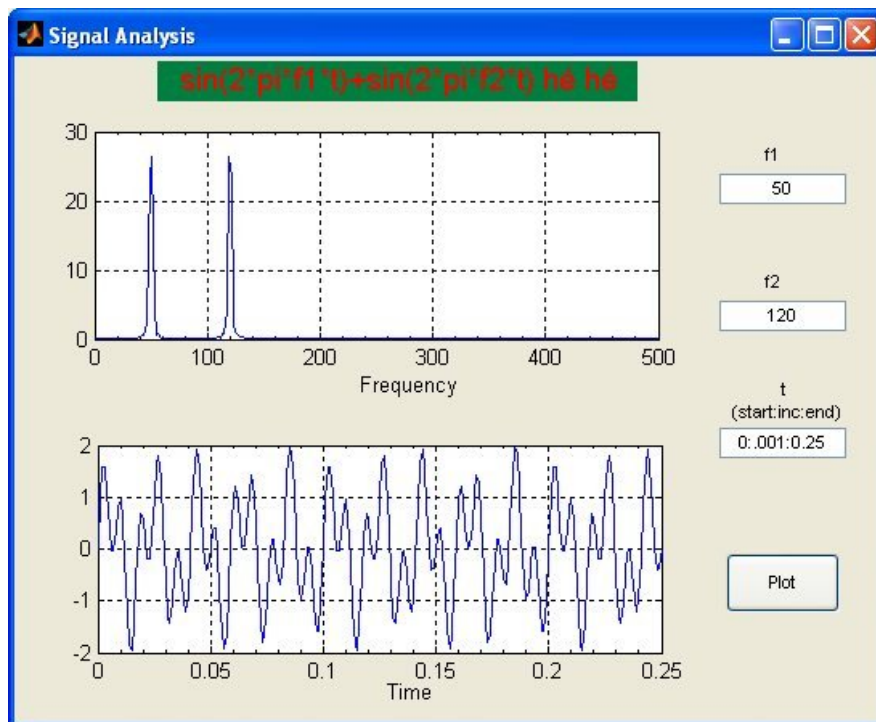 Signal Analysis
sin(2*pi*f1*t)+sin(2*pi*f2*t) hé hé
30
20
10
0
0 100 200 300 400 500
Frequency
f1
50
f2
120
t
(start:inc:end)
0:.001:0.25
2
1
0
-1
-2
0 0.05 0.1 0.15 0.2 0.25
Time
Plot